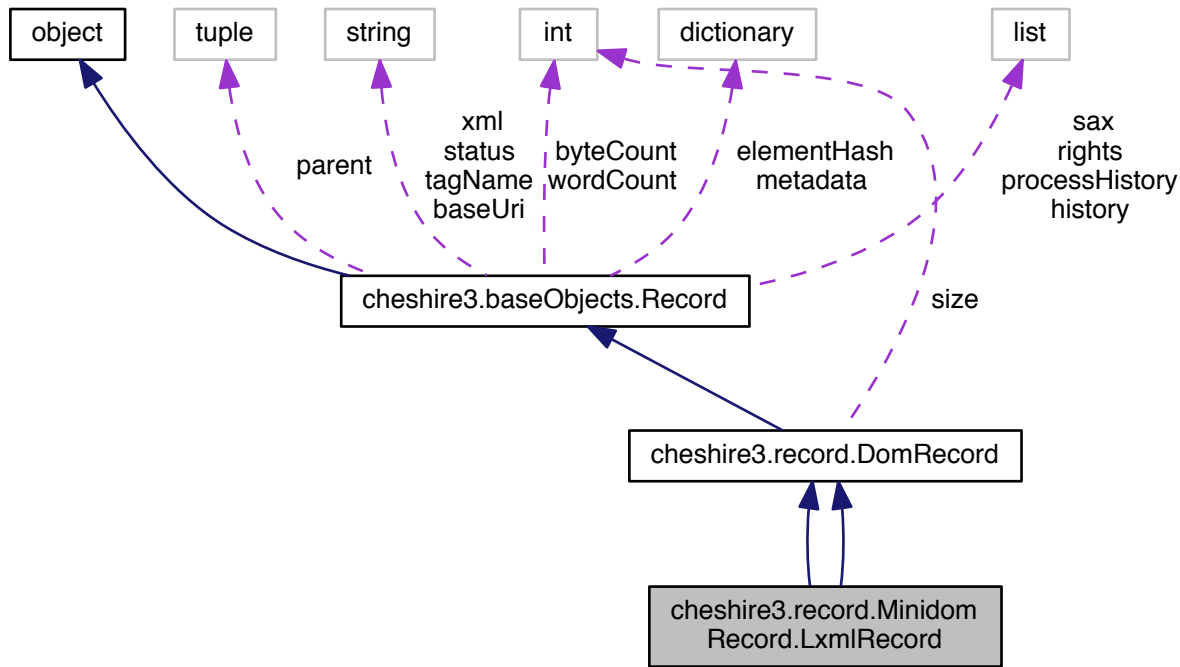 object
tuple
string
int
dictionary
list
parent
xml
status
tagName
baseUri
byteCount
wordCount
elementHash
metadata
sax
rights
processHistory
history
cheshire3.baseObjects.Record
size
cheshire3.record.DomRecord
cheshire3.record.Minidom
Record.LxmlRecord